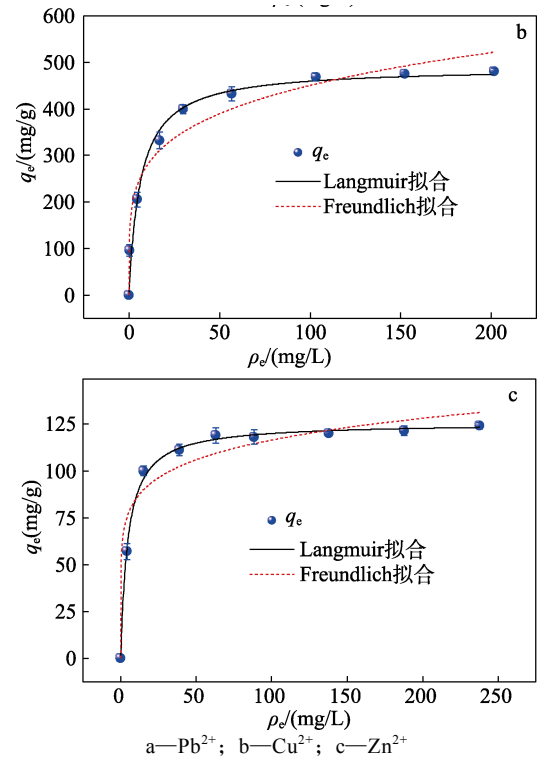 b
600
500
400
300
200
100
0
qₑ/(mg/g)
qₑ
Langmuir拟合
Freundlich拟合
0 50 100 150 200
ρₑ/(mg/L)
c
125
100
75
50
25
0
qₑ(mg/g)
qₑ
Langmuir拟合
Freundlich拟合
0 50 100 150 200 250
ρₑ/(mg/L)
a—Pb²⁺；b—Cu²⁺；c—Zn²⁺